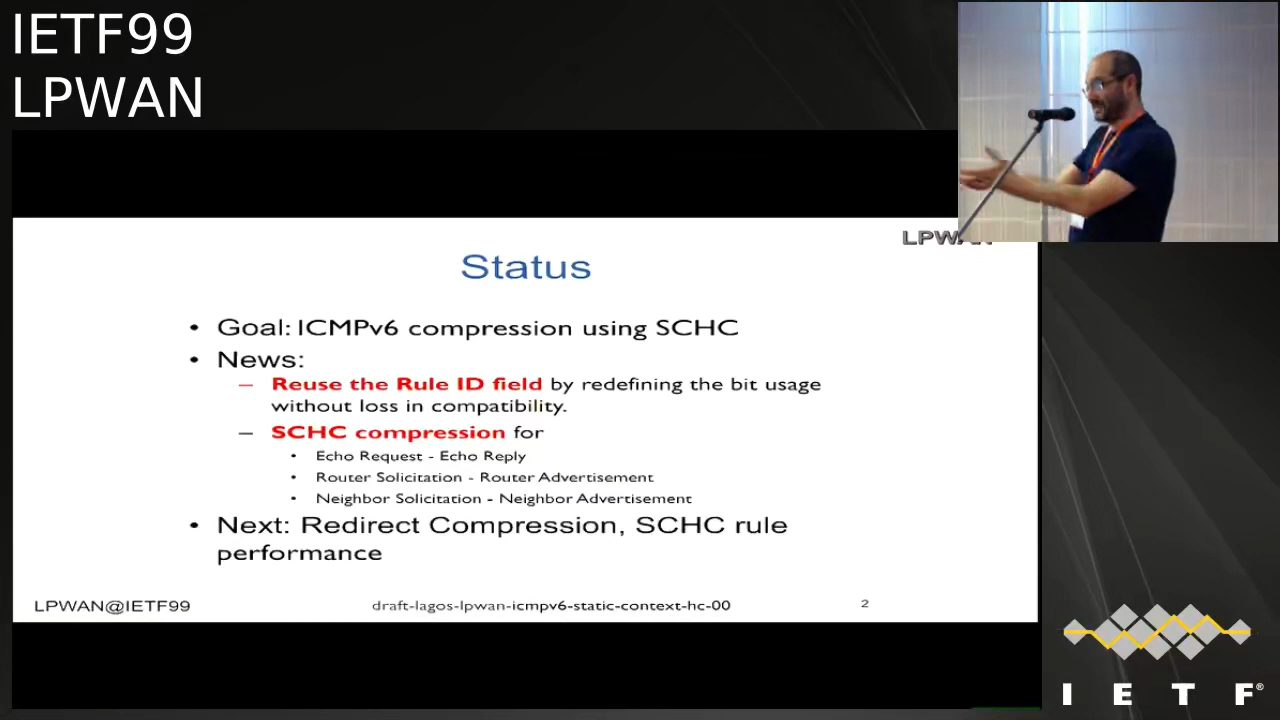 IETF99
LPWAN
Status
• Goal: ICMPv6 compression using SCHC
• News:
– Reuse the Rule ID field by redefining the bit usage
without loss in compatibility.
– SCHC compression for
• Echo Request - Echo Reply
• Router Solicitation - Router Advertisement
• Neighbor Solicitation - Neighbor Advertisement
• Next: Redirect Compression, SCHC rule
performance
LPWAN@IETF99
draft-lagos-lpwan-icmpv6-static-context-hc-00
2
I E T F®